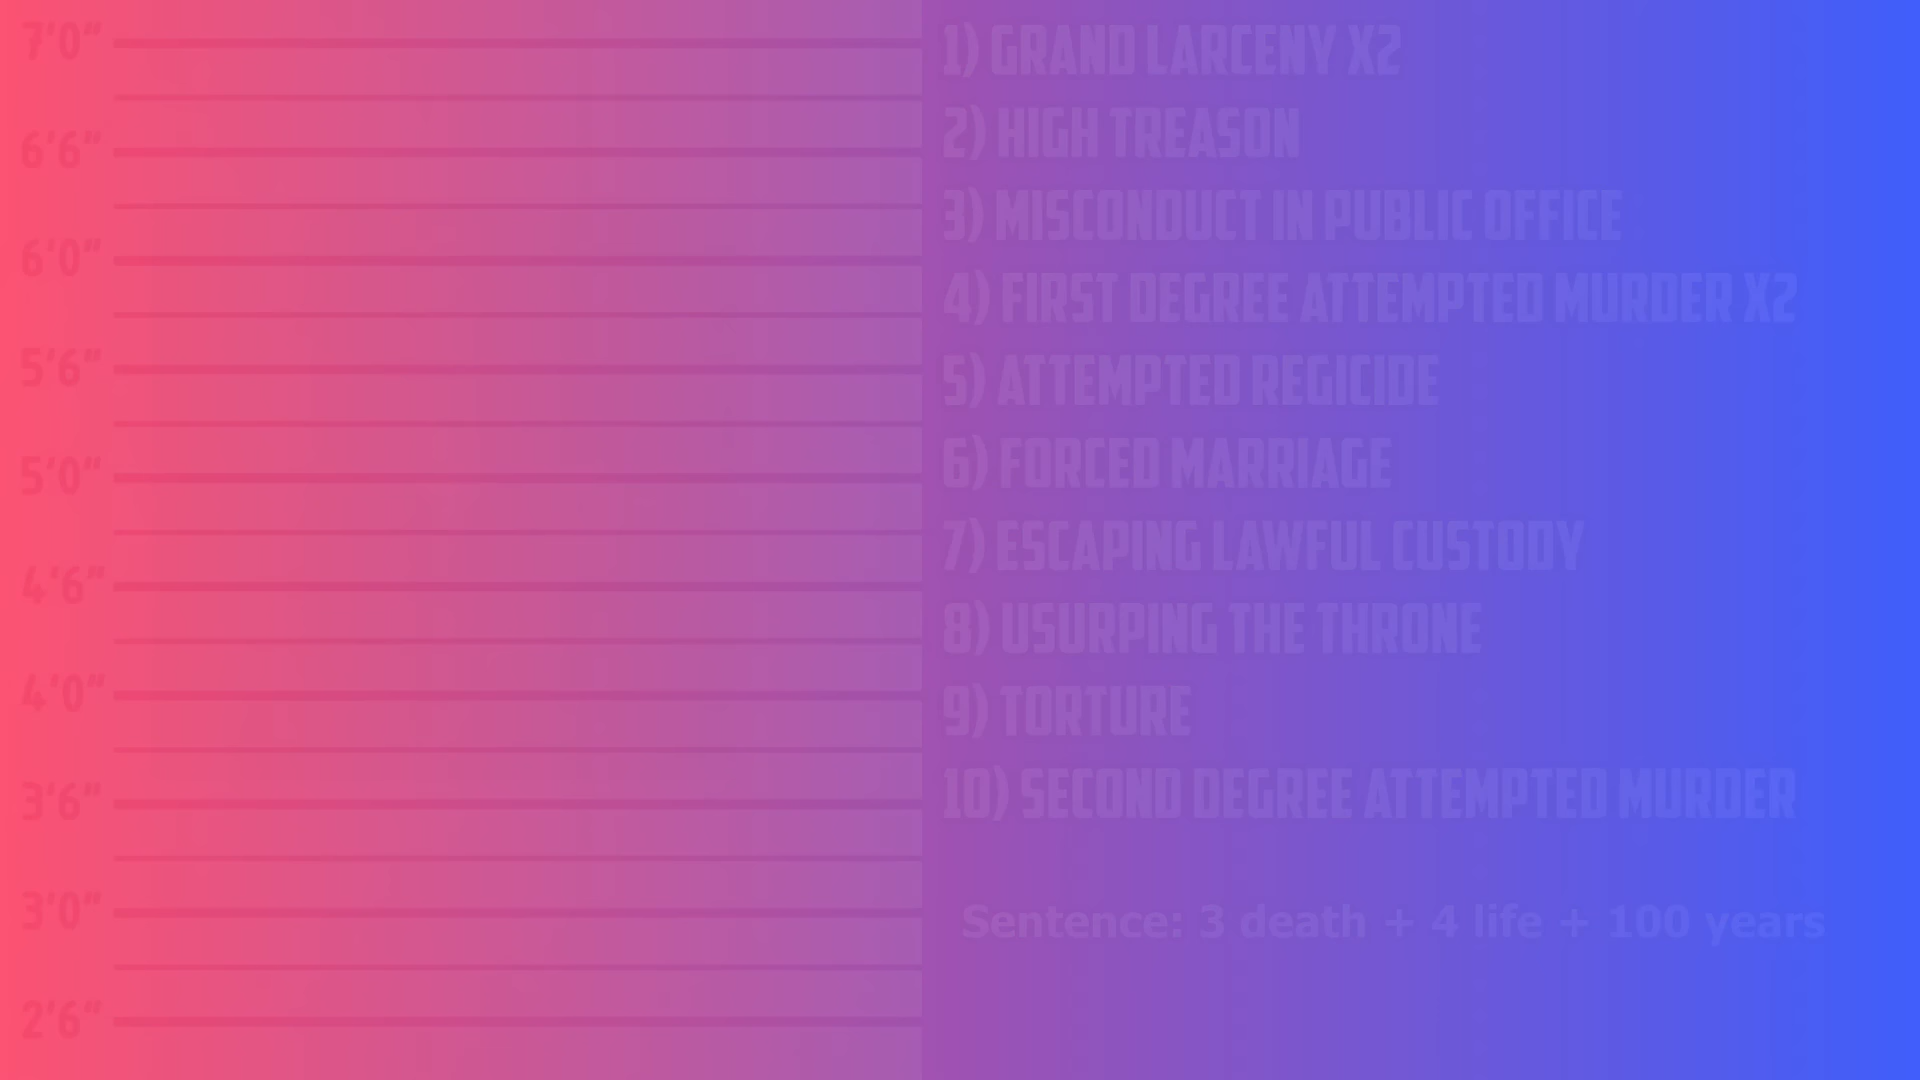 7'0"
6'6"
6'0"
5'6"
5'0"
4'6"
4'0"
3'6"
3'0"
2'6"
1) GRAND LARCENY X2
2) HIGH TREASON
3) MISCONDUCT IN PUBLIC OFFICE
4) FIRST DEGREE ATTEMPTED MURDER X2
5) ATTEMPTED REGICIDE
6) FORCED MARRIAGE
7) ESCAPING LAWFUL CUSTODY
8) USURPING THE THRONE
9) TORTURE
10) SECOND DEGREE ATTEMPTED MURDER
Sentence: 3 death + 4 life + 100 years